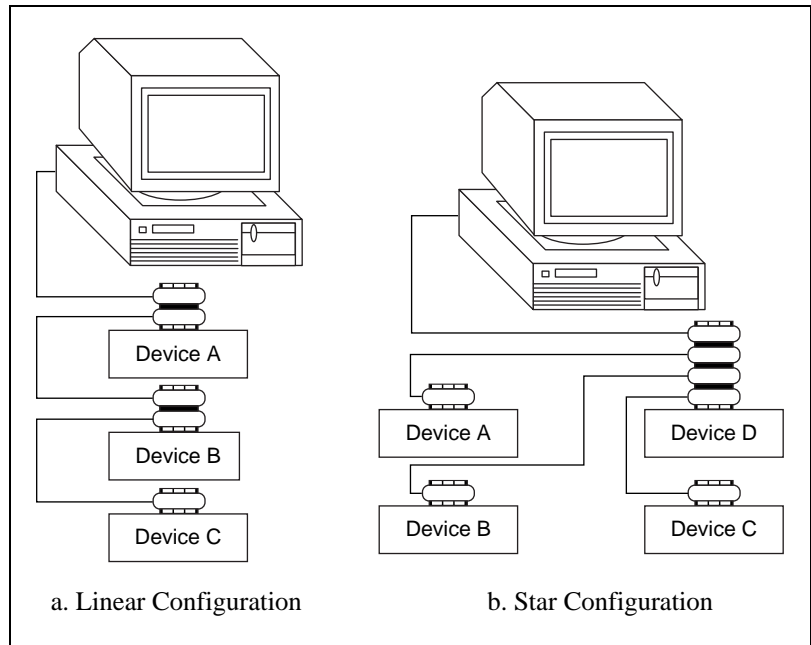 Device A
Device B
Device C
a. Linear Configuration
Device A
Device D
Device B
Device C
b. Star Configuration